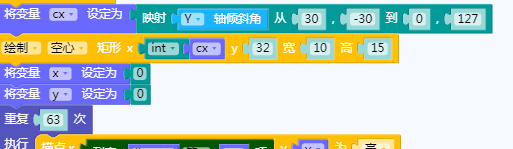 将变量 cx 设定为 映射 Y 轴倾斜角 从 30 , -30 到 0 , 127
绘制 空心 矩形 x int cx y 32 宽 10 高 15
将变量 x 设定为 0
将变量 y 设定为 0
重复 63 次
执行